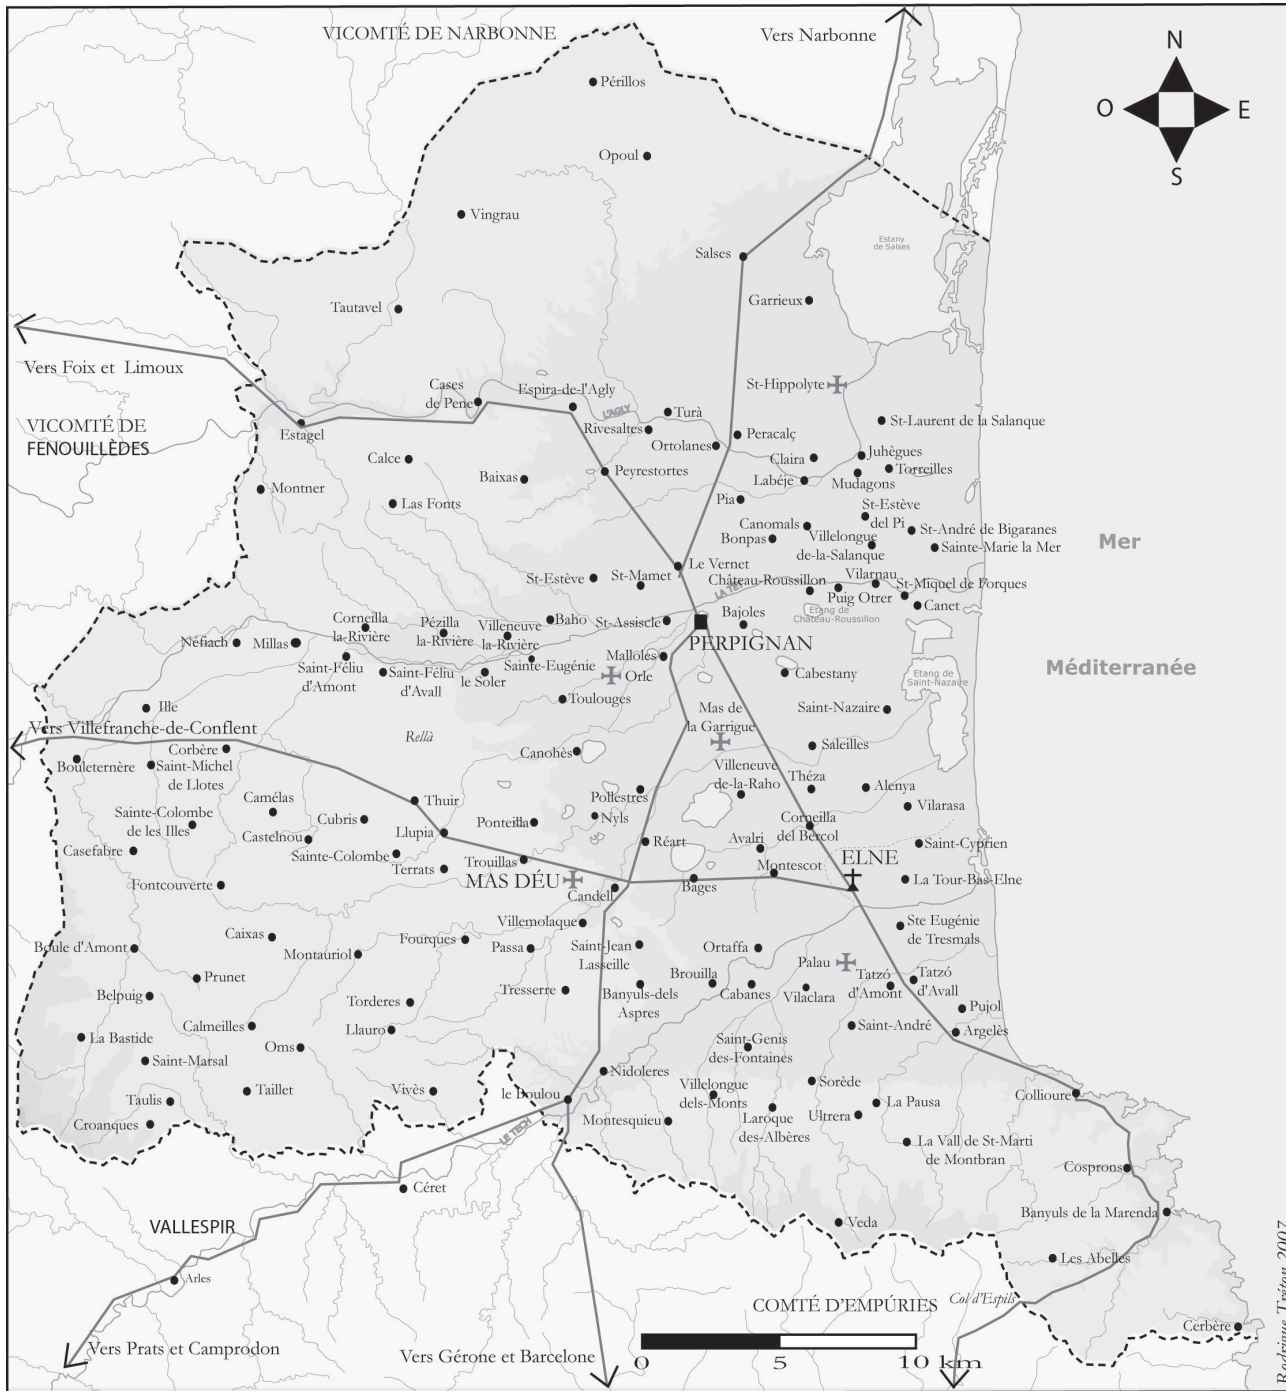 VICOMTÉ DE NARBONNE
Vers Narbonne
N
O
E
S
Périllos
Opoul
Vingrau
Salses
Estany
de Salses
Garrieux
Tautavel
Vers Foix et Limoux
VICOMTÉ DE
FENOUILLÈDES
Cases
de Pene
Espira-de-l'Agly
L'AGLY
St-Hippolyte
Estagel
Turà
Rivesaltes
Ortolanes
Peracalç
St-Laurent de la Salanque
Calce
Baixas
Peyrestortes
Claira
Juhègues
Torreilles
Labéje
Mudagons
Montner
Las Fonts
Pia
St-Estève
del Pi
Canomals
Bonpas
Villelongue
de-la-Salanque
St-André de Bigaranes
Sainte-Marie la Mer
Mer
Méditerranée
Le Vernet
St-Estève
St-Mamet
LA TET
Château-Roussillon
Vilarnau
St-Miquel de Forques
Puig Otrer
Canet
Etang de
Château-Roussillon
Corneilla
la-Rivière
Pézilla
la-Rivière
Villeneuve
la-Rivière
Baho
St-Assiscle
Bajoles
PERPIGNAN
Néfiach
Millas
Saint-Féliu
d'Amont
Saint-Féliu
d'Avall
le Soler
Sainte-Eugénie
Malloles
Orle
Cabestany
Etang de
Saint-Nazaire
Ille
Toulouges
Mas de
la Garrigue
Saint-Nazaire
Vers Villefranche-de-Conflent
Rellà
Corbère
Canohès
Saleilles
Bouleternère
Saint-Michel
de Llotes
Villeneuve
de-la-Raho
Théza
Alenya
Camélas
Thuir
Pollestres
Vilarasa
Sainte-Colombe
de les Illes
Cubris
Ponteilla
Nyls
Castelnou
Llupia
Réart
Avalri
Corneilla
del Bercol
Saint-Cyprien
Casefabre
Sainte-Colombe
Terrats
Trouillas
MAS DÉU
Montescot
ELNE
Fontcouverte
Candell
Bages
La Tour-Bas-Elne
Villemolaque
Ste Eugénie
de Tresmals
Caixas
Fourques
Passa
Saint-Jean
Lasseille
Ortaffa
Boule d'Amont
Montauriol
Palau
Prunet
Brouilla
Tatzó
d'Amont
Tatzó
d'Avall
Belpuig
Torderes
Tresserre
Banyuls-dels
Aspres
Cabanes
Vilaclara
Pujol
Calmeilles
Llauro
Saint-André
Argelès
La Bastide
Oms
Saint-Genis
des-Fontaines
Saint-Marsal
Nidoleres
Taillet
Vivès
le Boulou
Villelongue
dels-Monts
Sorède
Collioure
Taulis
La Pausa
Croanques
LE TECH
Montesquieu
Laroque
des-Albères
Ultrera
La Vall de St-Marti
de Montbran
Cosprons
Céret
VALLESPIR
Veda
Banyuls de la Marenda
Les Abelles
Arles
COMTÉ D'EMPÚRIES
Col d'Espils
Cerbère
Vers Prats et Camprodon
Vers Gérone et Barcelone
0 5 10 km
Rodrigue Tréton 2007